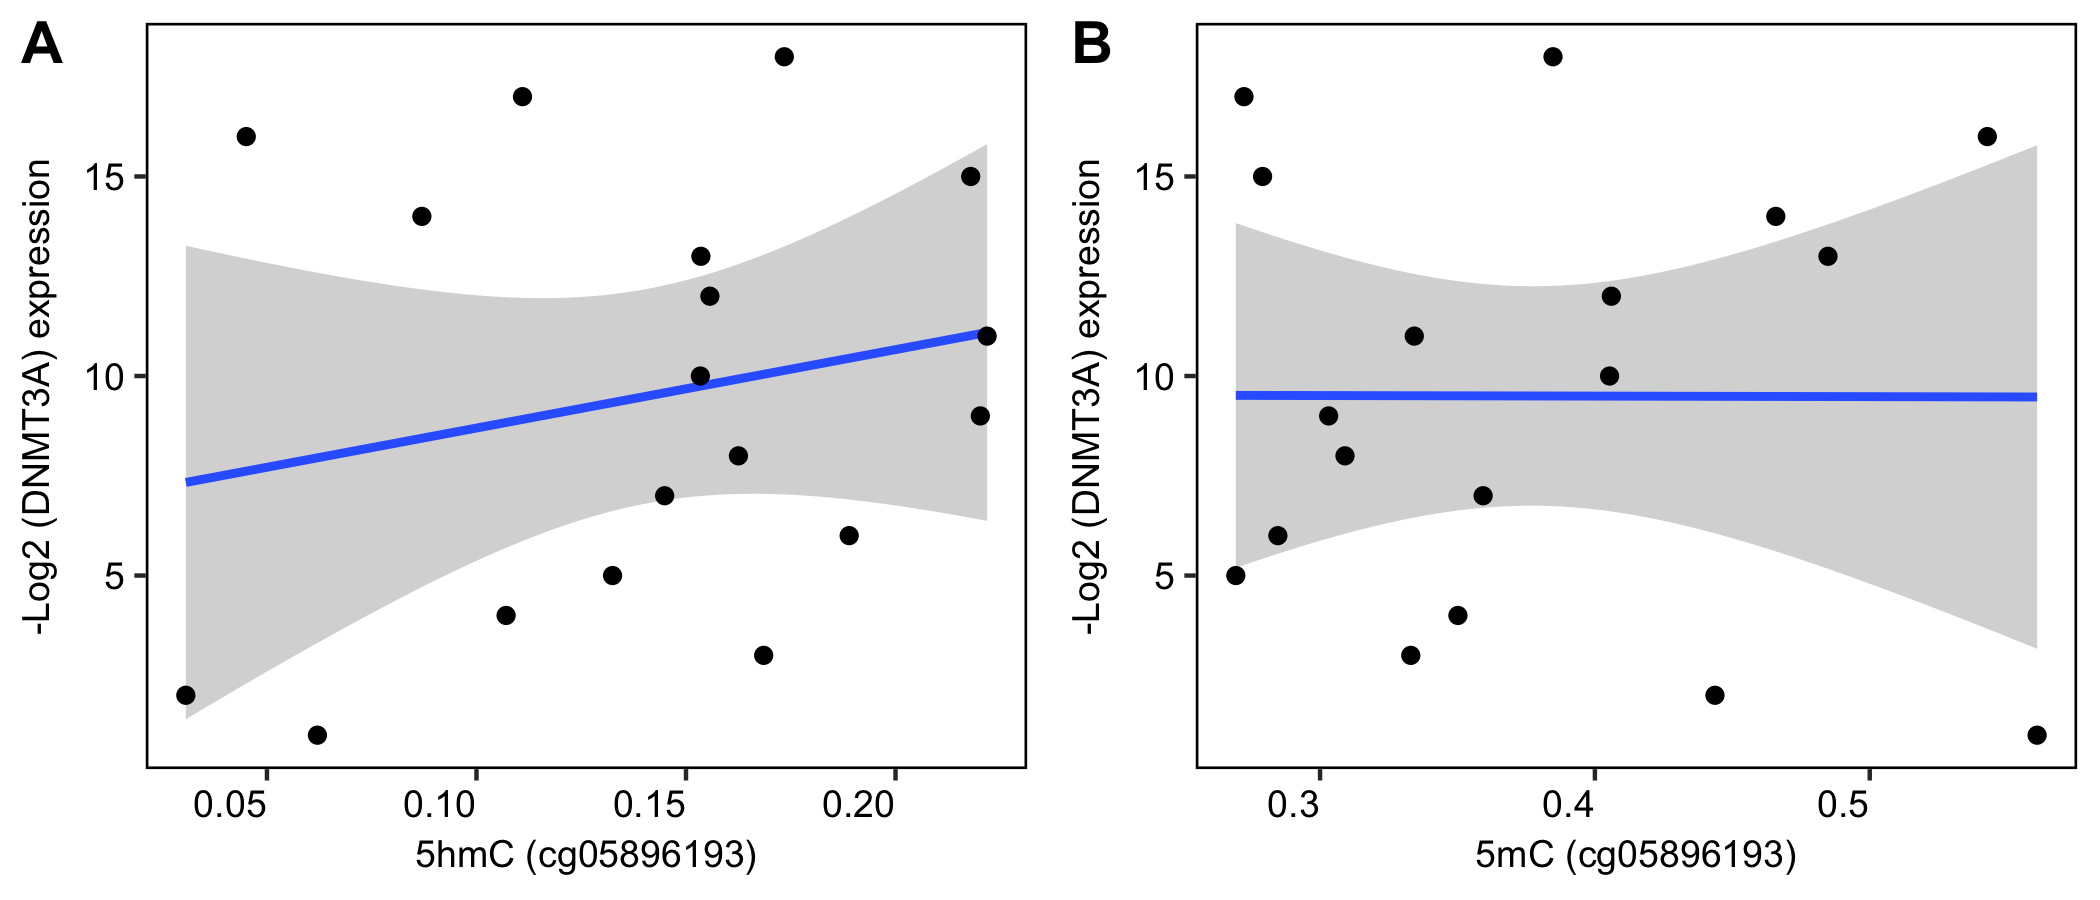 A
-Log2 (DNMT3A) expression
15
10
5
0.05 0.10 0.15 0.20
5hmC (cg05896193)
B
-Log2 (DNMT3A) expression
15
10
5
0.3 0.4 0.5
5mC (cg05896193)